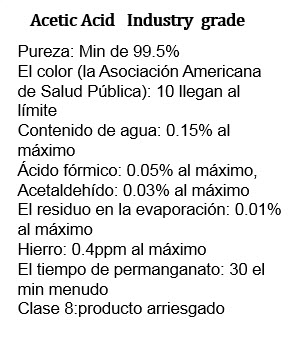 Acetic Acid Industry grade
Pureza: Min de 99.5%
El color (la Asociación Americana
de Salud Pública): 10 llegan al
límite
Contenido de agua: 0.15% al
máximo
Ácido fórmico: 0.05% al máximo,
Acetaldehído: 0.03% al máximo
El residuo en la evaporación: 0.01%
al máximo
Hierro: 0.4ppm al máximo
El tiempo de permanganato: 30 el
min menudo
Clase 8:producto arriesgado